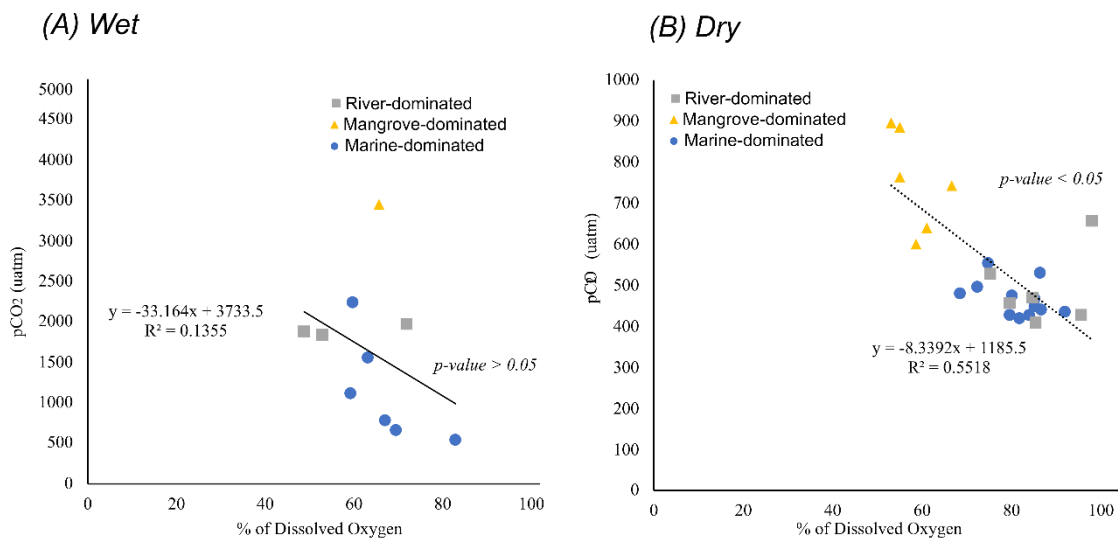 (A) Wet
5000
4500
4000
3500
3000
2500
2000
1500
1000
500
0
pCO2 (uatm)
River-dominated
Mangrove-dominated
Marine-dominated
y = -33.164x + 3733.5
R² = 0.1355
p-value > 0.05
0 20 40 60 80 100
% of Dissolved Oxygen
(B) Dry
1000
900
800
700
600
500
400
300
200
100
0
(uatm)
River-dominated
Mangrove-dominated
Marine-dominated
p-value < 0.05
y = -8.3392x + 1185.5
R² = 0.5518
0 20 40 60 80 100
% of Dissolved Oxygen